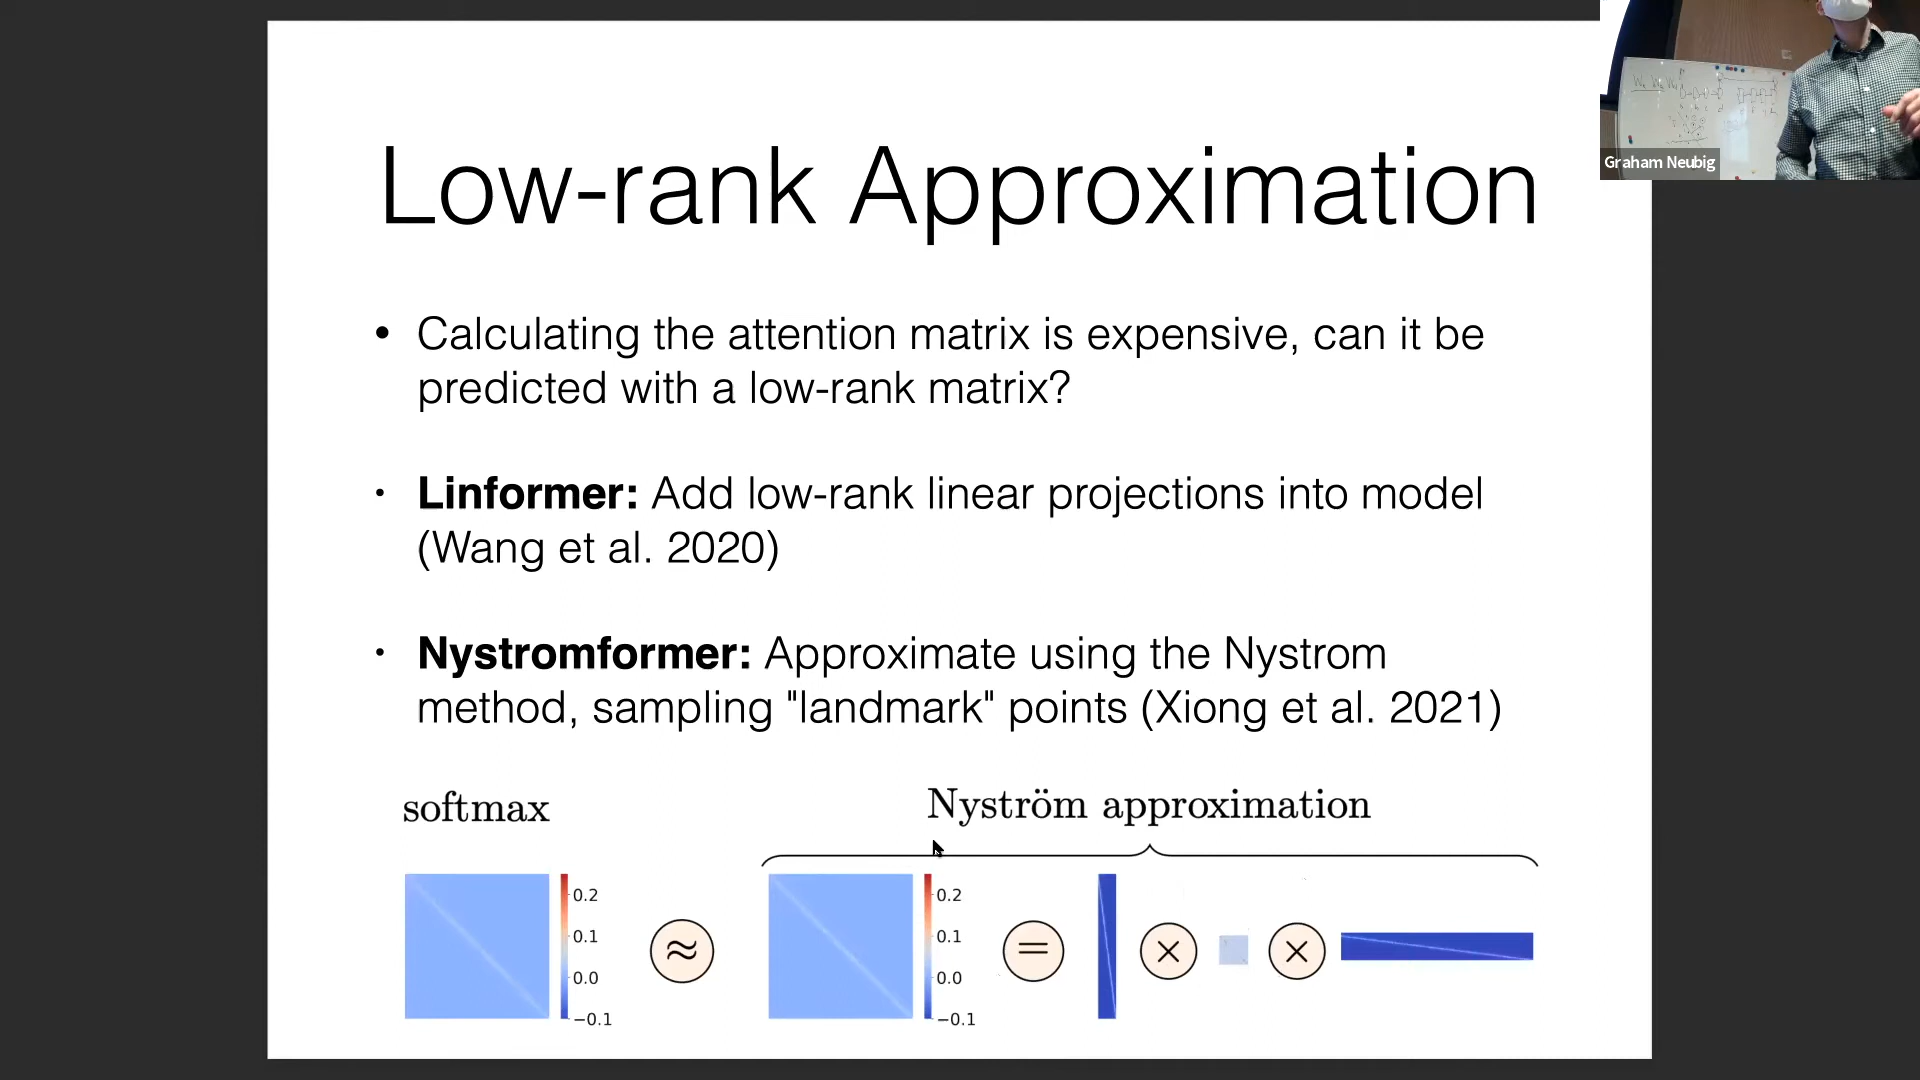 Low-rank Approximation
• Calculating the attention matrix is expensive, can it be
predicted with a low-rank matrix?
• Linformer: Add low-rank linear projections into model
(Wang et al. 2020)
• Nystromformer: Approximate using the Nystrom
method, sampling "landmark" points (Xiong et al. 2021)
softmax
Nyström approximation
0.2
0.1
0.0
−0.1
≈
0.2
0.1
0.0
−0.1
=
×
×
Graham Neubig